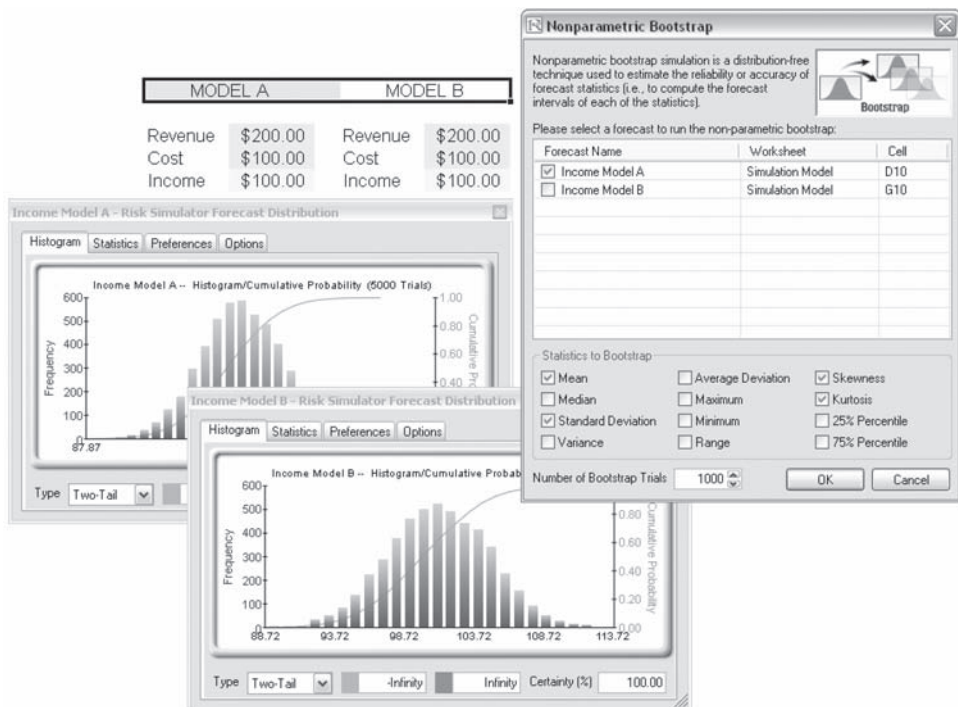 MODEL A MODEL B
Revenue $200.00 Revenue $200.00
Cost $100.00 Cost $100.00
Income $100.00 Income $100.00
Income Model A - Risk Simulator Forecast Distribution
Histogram Statistics Preferences Options
Income Model A -- Histogram/Cumulative Probability (5000 Trials)
600
500
400
300
200
100
0
Frequency
87.87
1.00
0.80
0.60
0.40
Cumulative
Type Two-Tail
Income Model B - Risk Simulator Forecast Distribution
Histogram Statistics Preferences Options
Income Model B -- Histogram/Cumulative Probab
600
500
400
300
200
100
0
Frequency
88.72 93.72 98.72 103.72 108.72 113.72
0.80
0.60
0.40
0.20
0.00
Cumulative Probability
Type Two-Tail -Infinity Infinity Certainty (%) 100.00
Nonparametric Bootstrap
Nonparametric bootstrap simulation is a distribution-free
technique used to estimate the reliability or accuracy of
forecast statistics (i.e., to compute the forecast
intervals of each of the statistics).
Bootstrap
Please select a forecast to run the non-parametric bootstrap:
Forecast Name Worksheet Cell
Income Model A Simulation Model D10
Income Model B Simulation Model G10
Statistics to Bootstrap
Mean Average Deviation Skewness
Median Maximum Kurtosis
Standard Deviation Minimum 25% Percentile
Variance Range 75% Percentile
Number of Bootstrap Trials 1000 OK Cancel